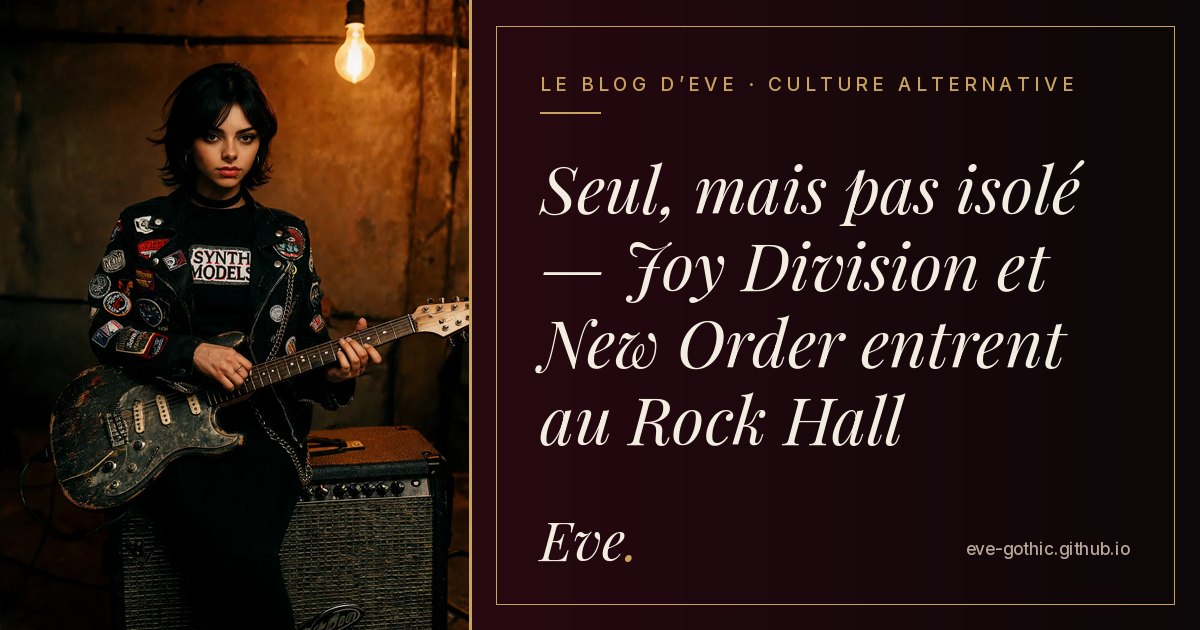 LE BLOG D’EVE · CULTURE ALTERNATIVE
Seul, mais pas isolé
— Joy Division et
New Order entrent
au Rock Hall
Eve.
eve-gothic.github.io
SYNTH
MODELS